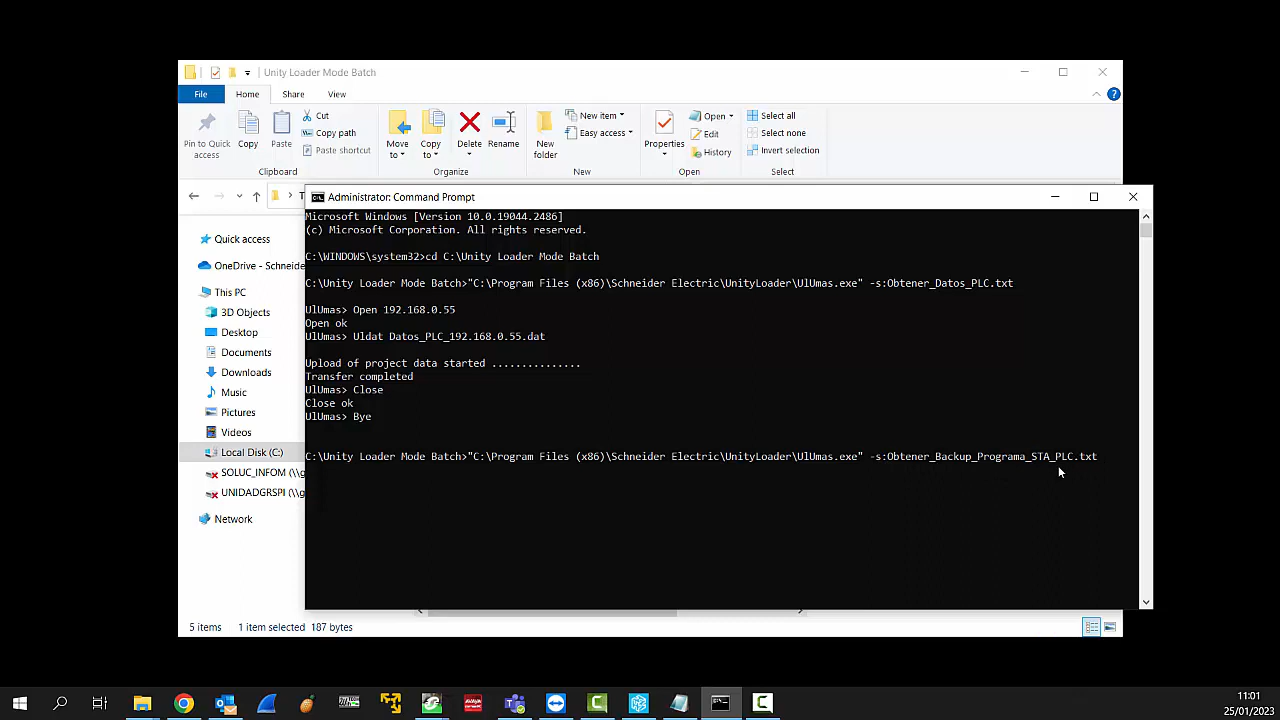 Unity Loader Mode Batch
File
Home
Share
View
Pin to Quick access
Copy
Paste
Cut
Copy path
Paste shortcut
Clipboard
Move to
Copy to
Delete
Rename
Organize
New folder
New item
Easy access
New
Properties
Open
Edit
History
Open
Select all
Select none
Invert selection
Select
Administrator: Command Prompt
Microsoft Windows [Version 10.0.19044.2486]
(c) Microsoft Corporation. All rights reserved.
C:\WINDOWS\system32>cd C:\Unity Loader Mode Batch
C:\Unity Loader Mode Batch>"C:\Program Files (x86)\Schneider Electric\UnityLoader\UlUmas.exe" -s:Obtener_Datos_PLC.txt
UlUmas> Open 192.168.0.55
Open ok
UlUmas> Uldat Datos_PLC_192.168.0.55.dat
Upload of project data started ...............
Transfer completed
UlUmas> Close
Close ok
UlUmas> Bye
C:\Unity Loader Mode Batch>"C:\Program Files (x86)\Schneider Electric\UnityLoader\UlUmas.exe" -s:Obtener_Backup_Programa_STA_PLC.txt
Quick access
OneDrive - Schneide
This PC
3D Objects
Desktop
Documents
Downloads
Music
Pictures
Videos
Local Disk (C:)
SOLUC_INFOM (\\g
UNIDADGRSPI (\\g
Network
5 items
1 item selected
187 bytes
11:01
25/01/2023